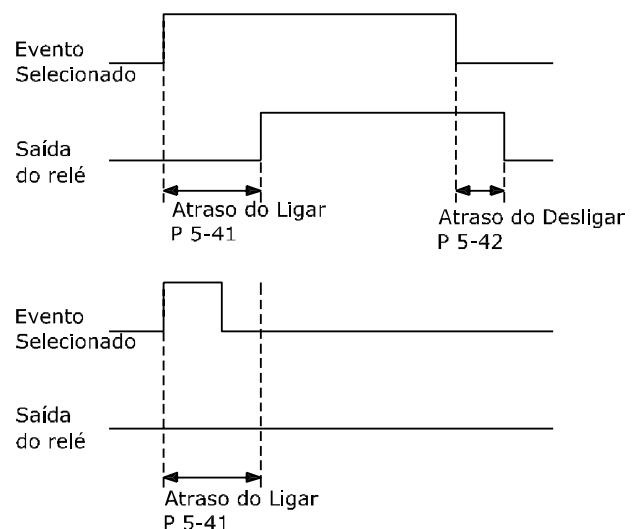 Evento
Selecionado
Saída
do relé
Atraso do Ligar
P 5-41
Atraso do Desligar
P 5-42
Evento
Selecionado
Saída
do relé
Atraso do Ligar
P 5-41